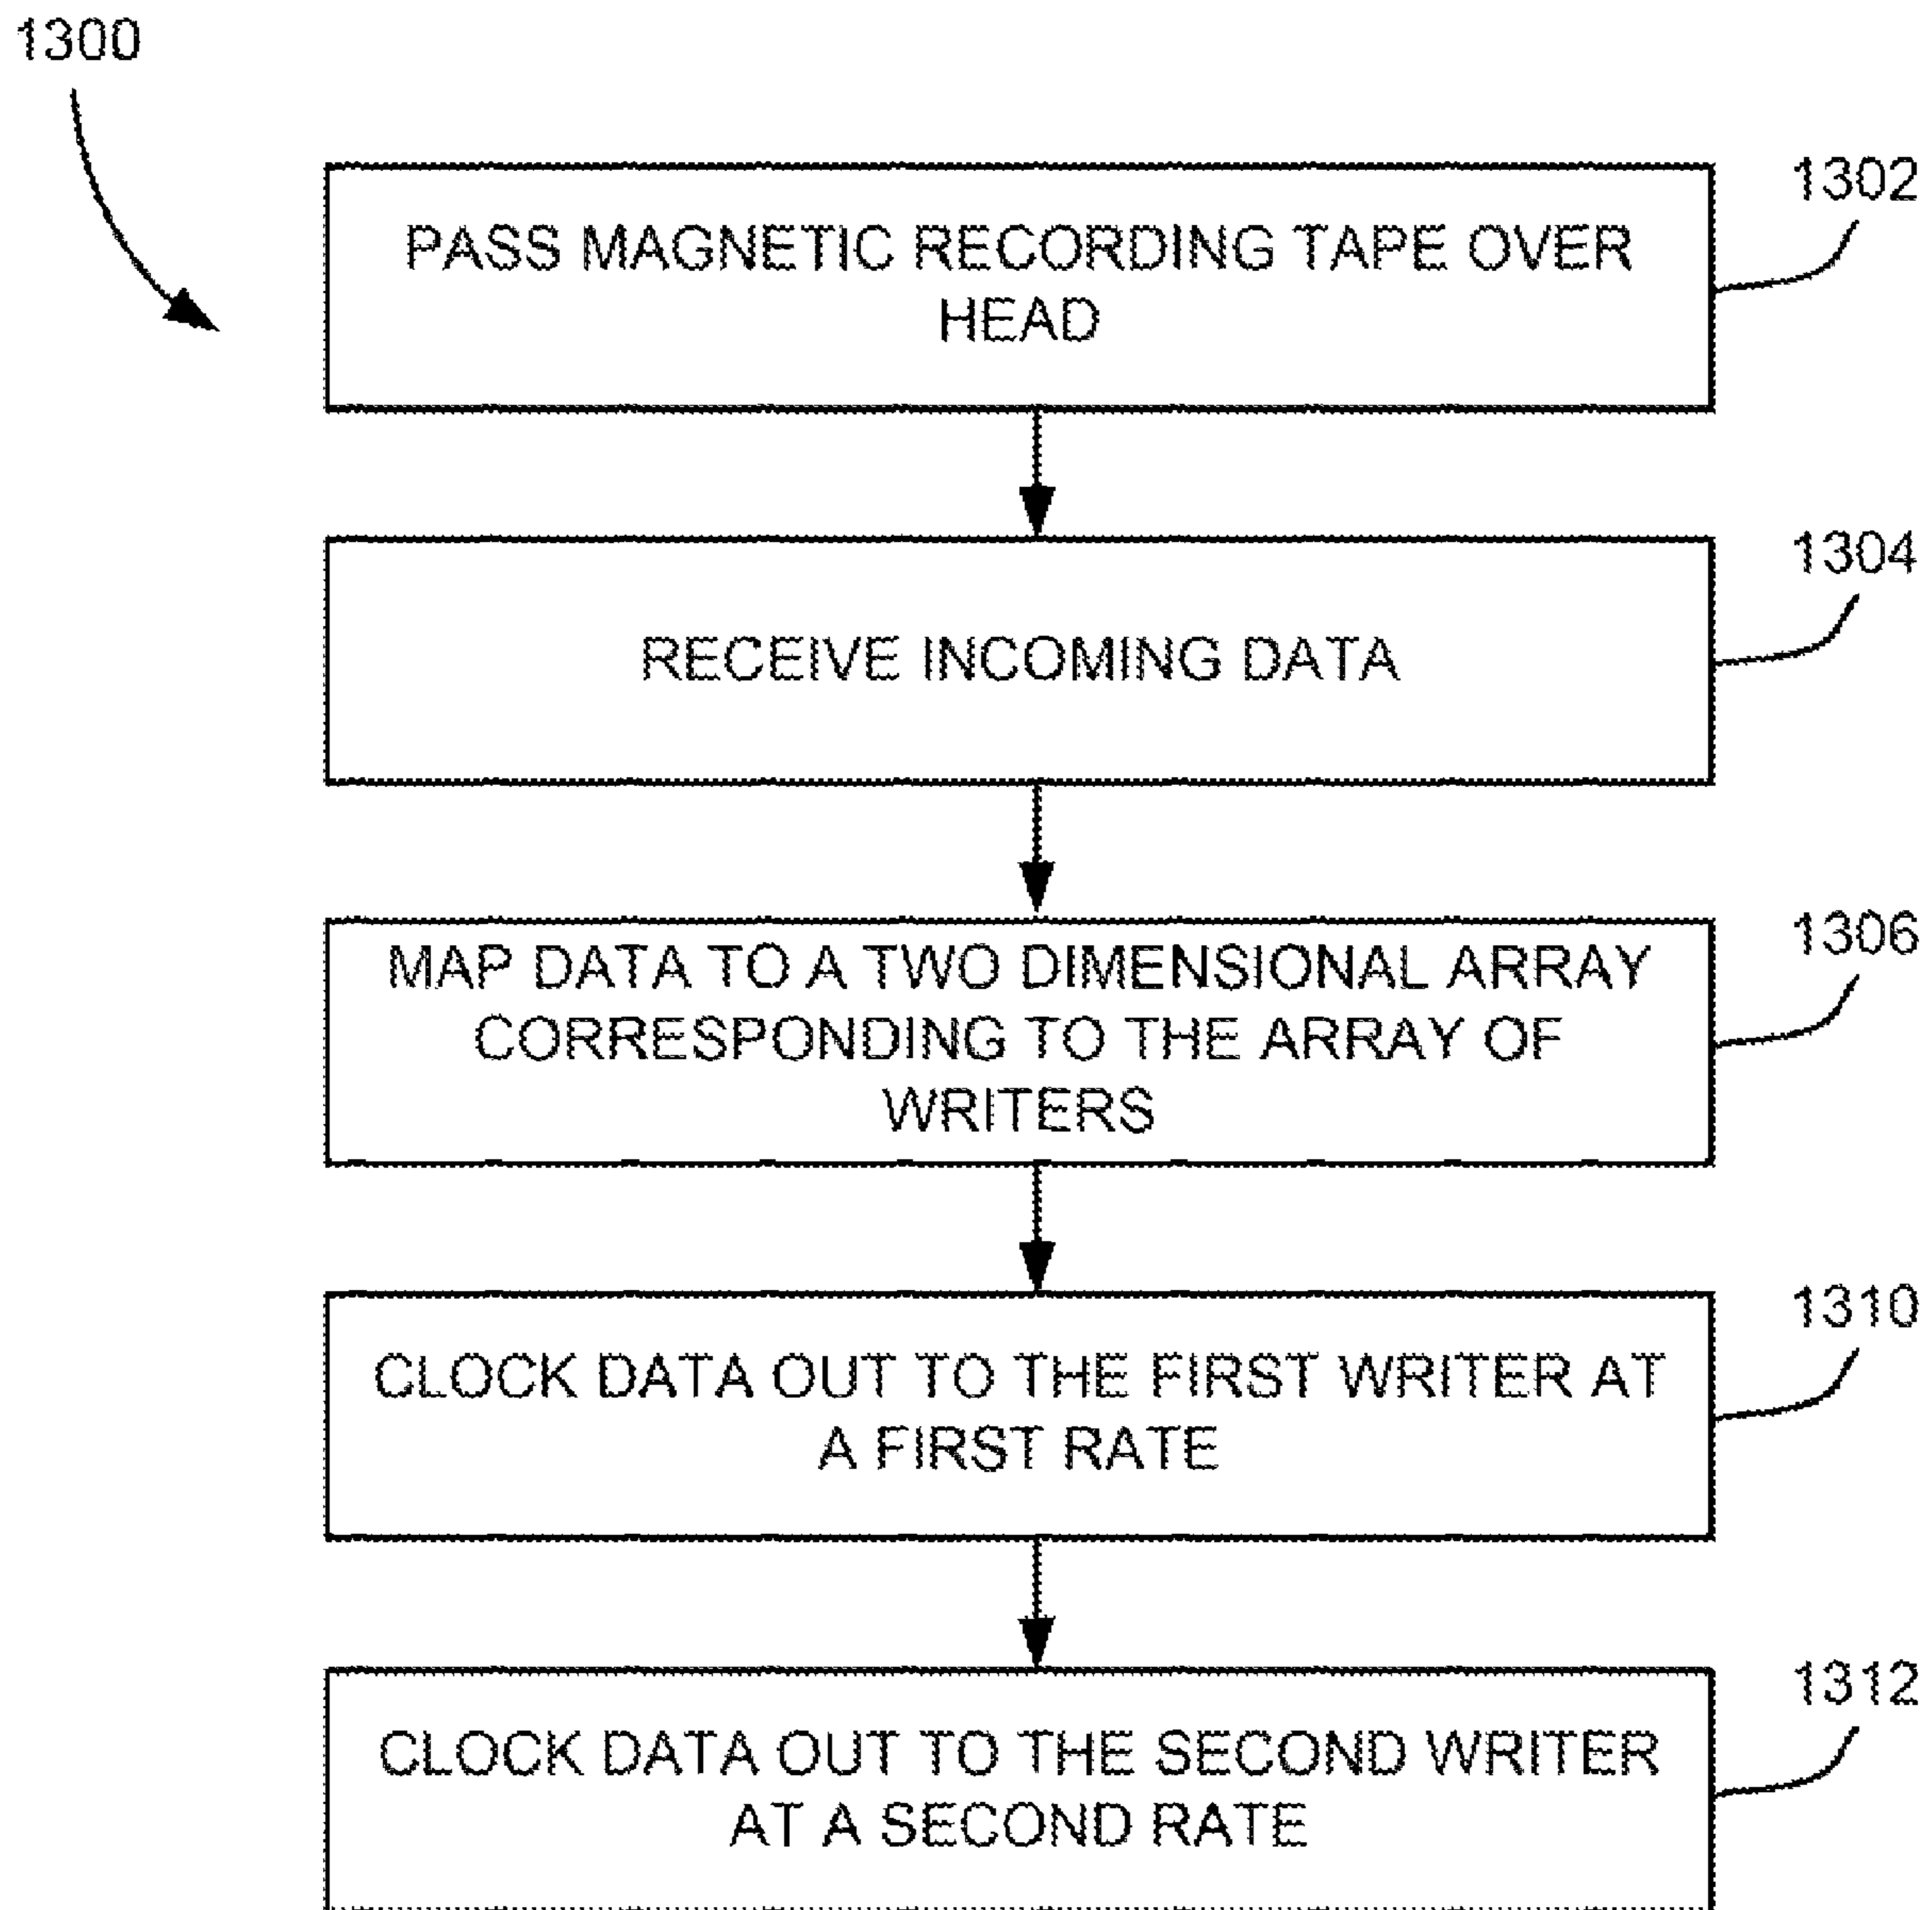 1300
1302
PASS MAGNETIC RECORDING TAPE OVER
HEAD
1304
RECEIVE INCOMING DATA
1306
MAP DATA TO A TWO DIMENSIONAL ARRAY
CORRESPONDING TO THE ARRAY OF
WRITERS
1310
CLOCK DATA OUT TO THE FIRST WRITER AT
A FIRST RATE
1312
CLOCK DATA OUT TO THE SECOND WRITER
AT A SECOND RATE